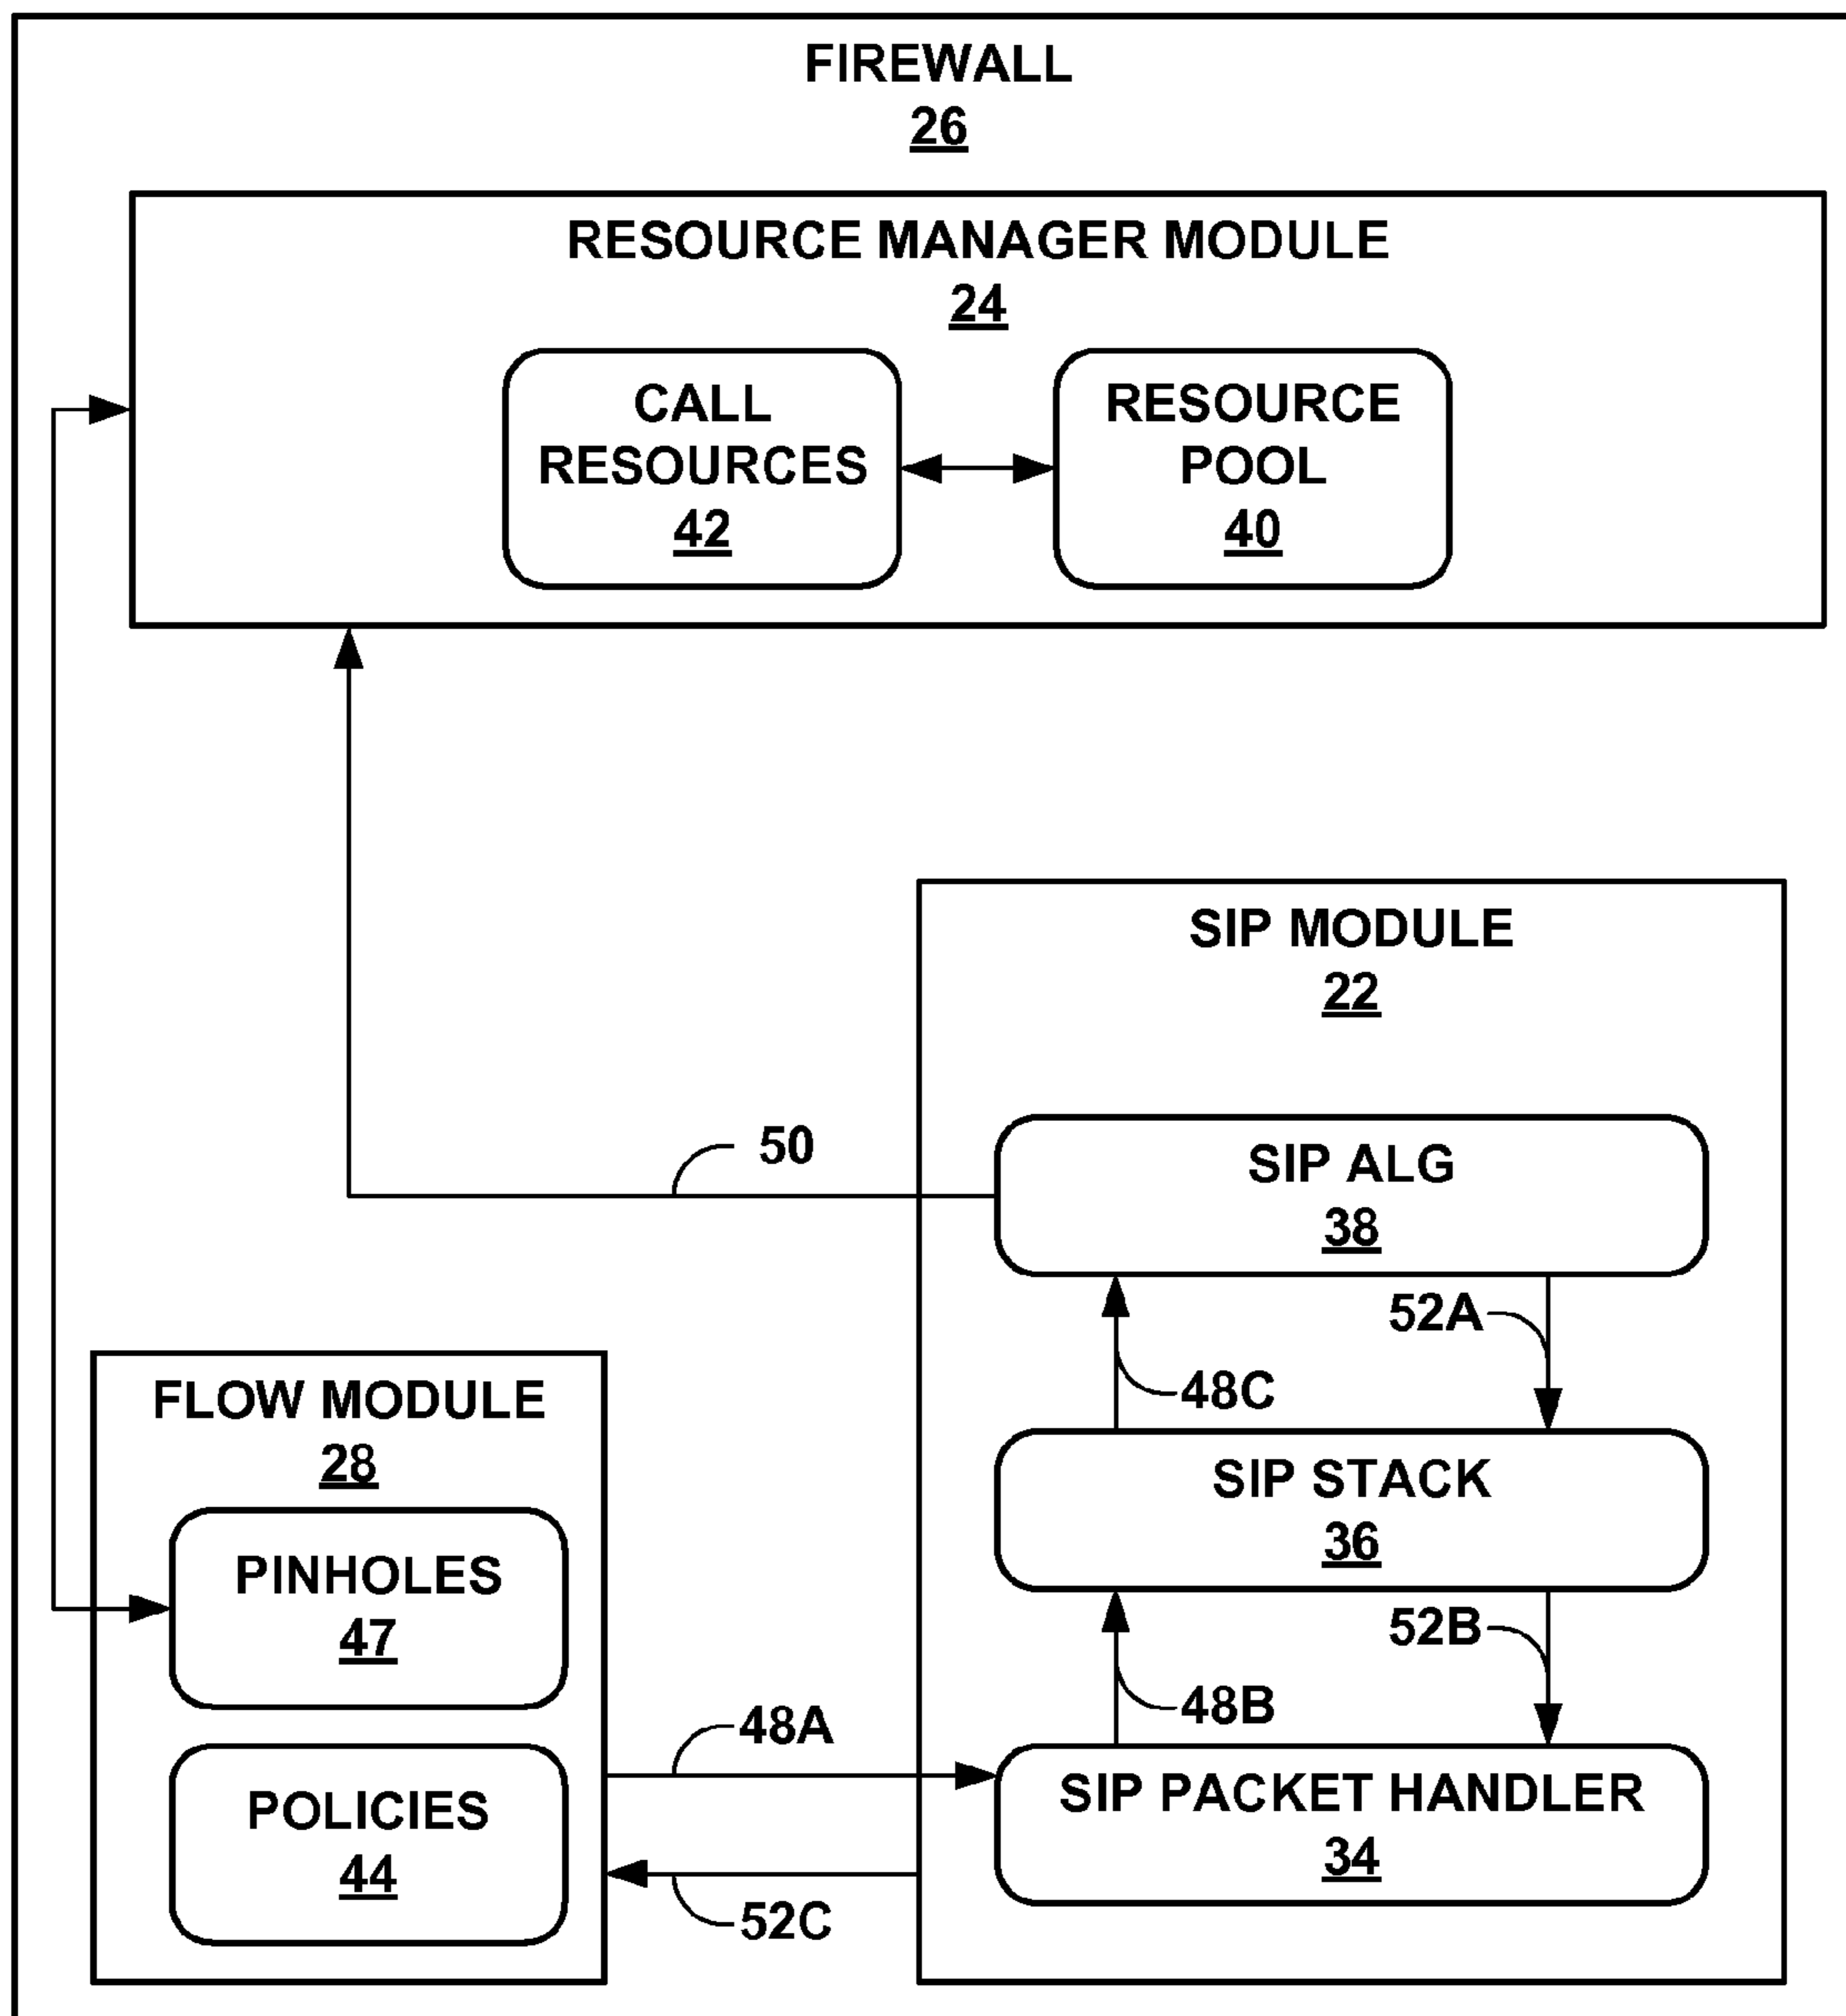 FIREWALL
26
RESOURCE MANAGER MODULE
24
CALL
RESOURCES
42
RESOURCE
POOL
40
SIP MODULE
22
50
SIP ALG
38
52A
48C
FLOW MODULE
28
SIP STACK
36
PINHOLES
47
52B
48B
48A
POLICIES
44
SIP PACKET HANDLER
34
52C